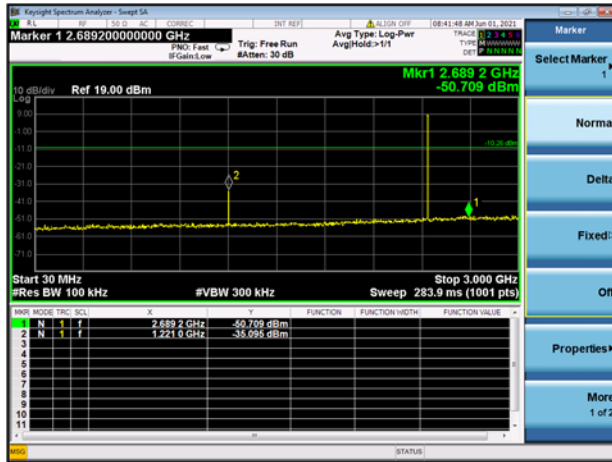 Keysight Spectrum Analyzer - Swept SA
RL RF 50 Ω AC CORREC INT REF ALIGN OFF 08:41:48 AM Jun 01, 2021
Marker 1 2.689200000000 GHz
PNO: Fast
IFGain:Low
Trig: Free Run
#Atten: 30 dB
Avg Type: Log-Pwr
Avg|Hold:>1/1
TRACE 1 2 3 4 5 6
TYPE M WWWWW
DET P N N N N N
Mkr1 2.689 2 GHz
-50.709 dBm
10 dB/div Ref 19.00 dBm
Log
9.00
-1.00
-11.0
-10.26 dBm
-21.0
-31.0
-41.0
-51.0
-61.0
-71.0
2
1
Start 30 MHz Stop 3.000 GHz
#Res BW 100 kHz #VBW 300 kHz Sweep 283.9 ms (1001 pts)
MKR MODE TRC SCL X Y FUNCTION FUNCTION WIDTH FUNCTION VALUE
1 N 1 f 2.689 2 GHz -50.709 dBm
2 N 1 f 1.221 0 GHz -35.095 dBm
3
4
5
6
7
8
9
10
11
MSG STATUS
Marker
Select Marker
1
Norma
Delta
Fixed
Of
Properties
More
1 of 2